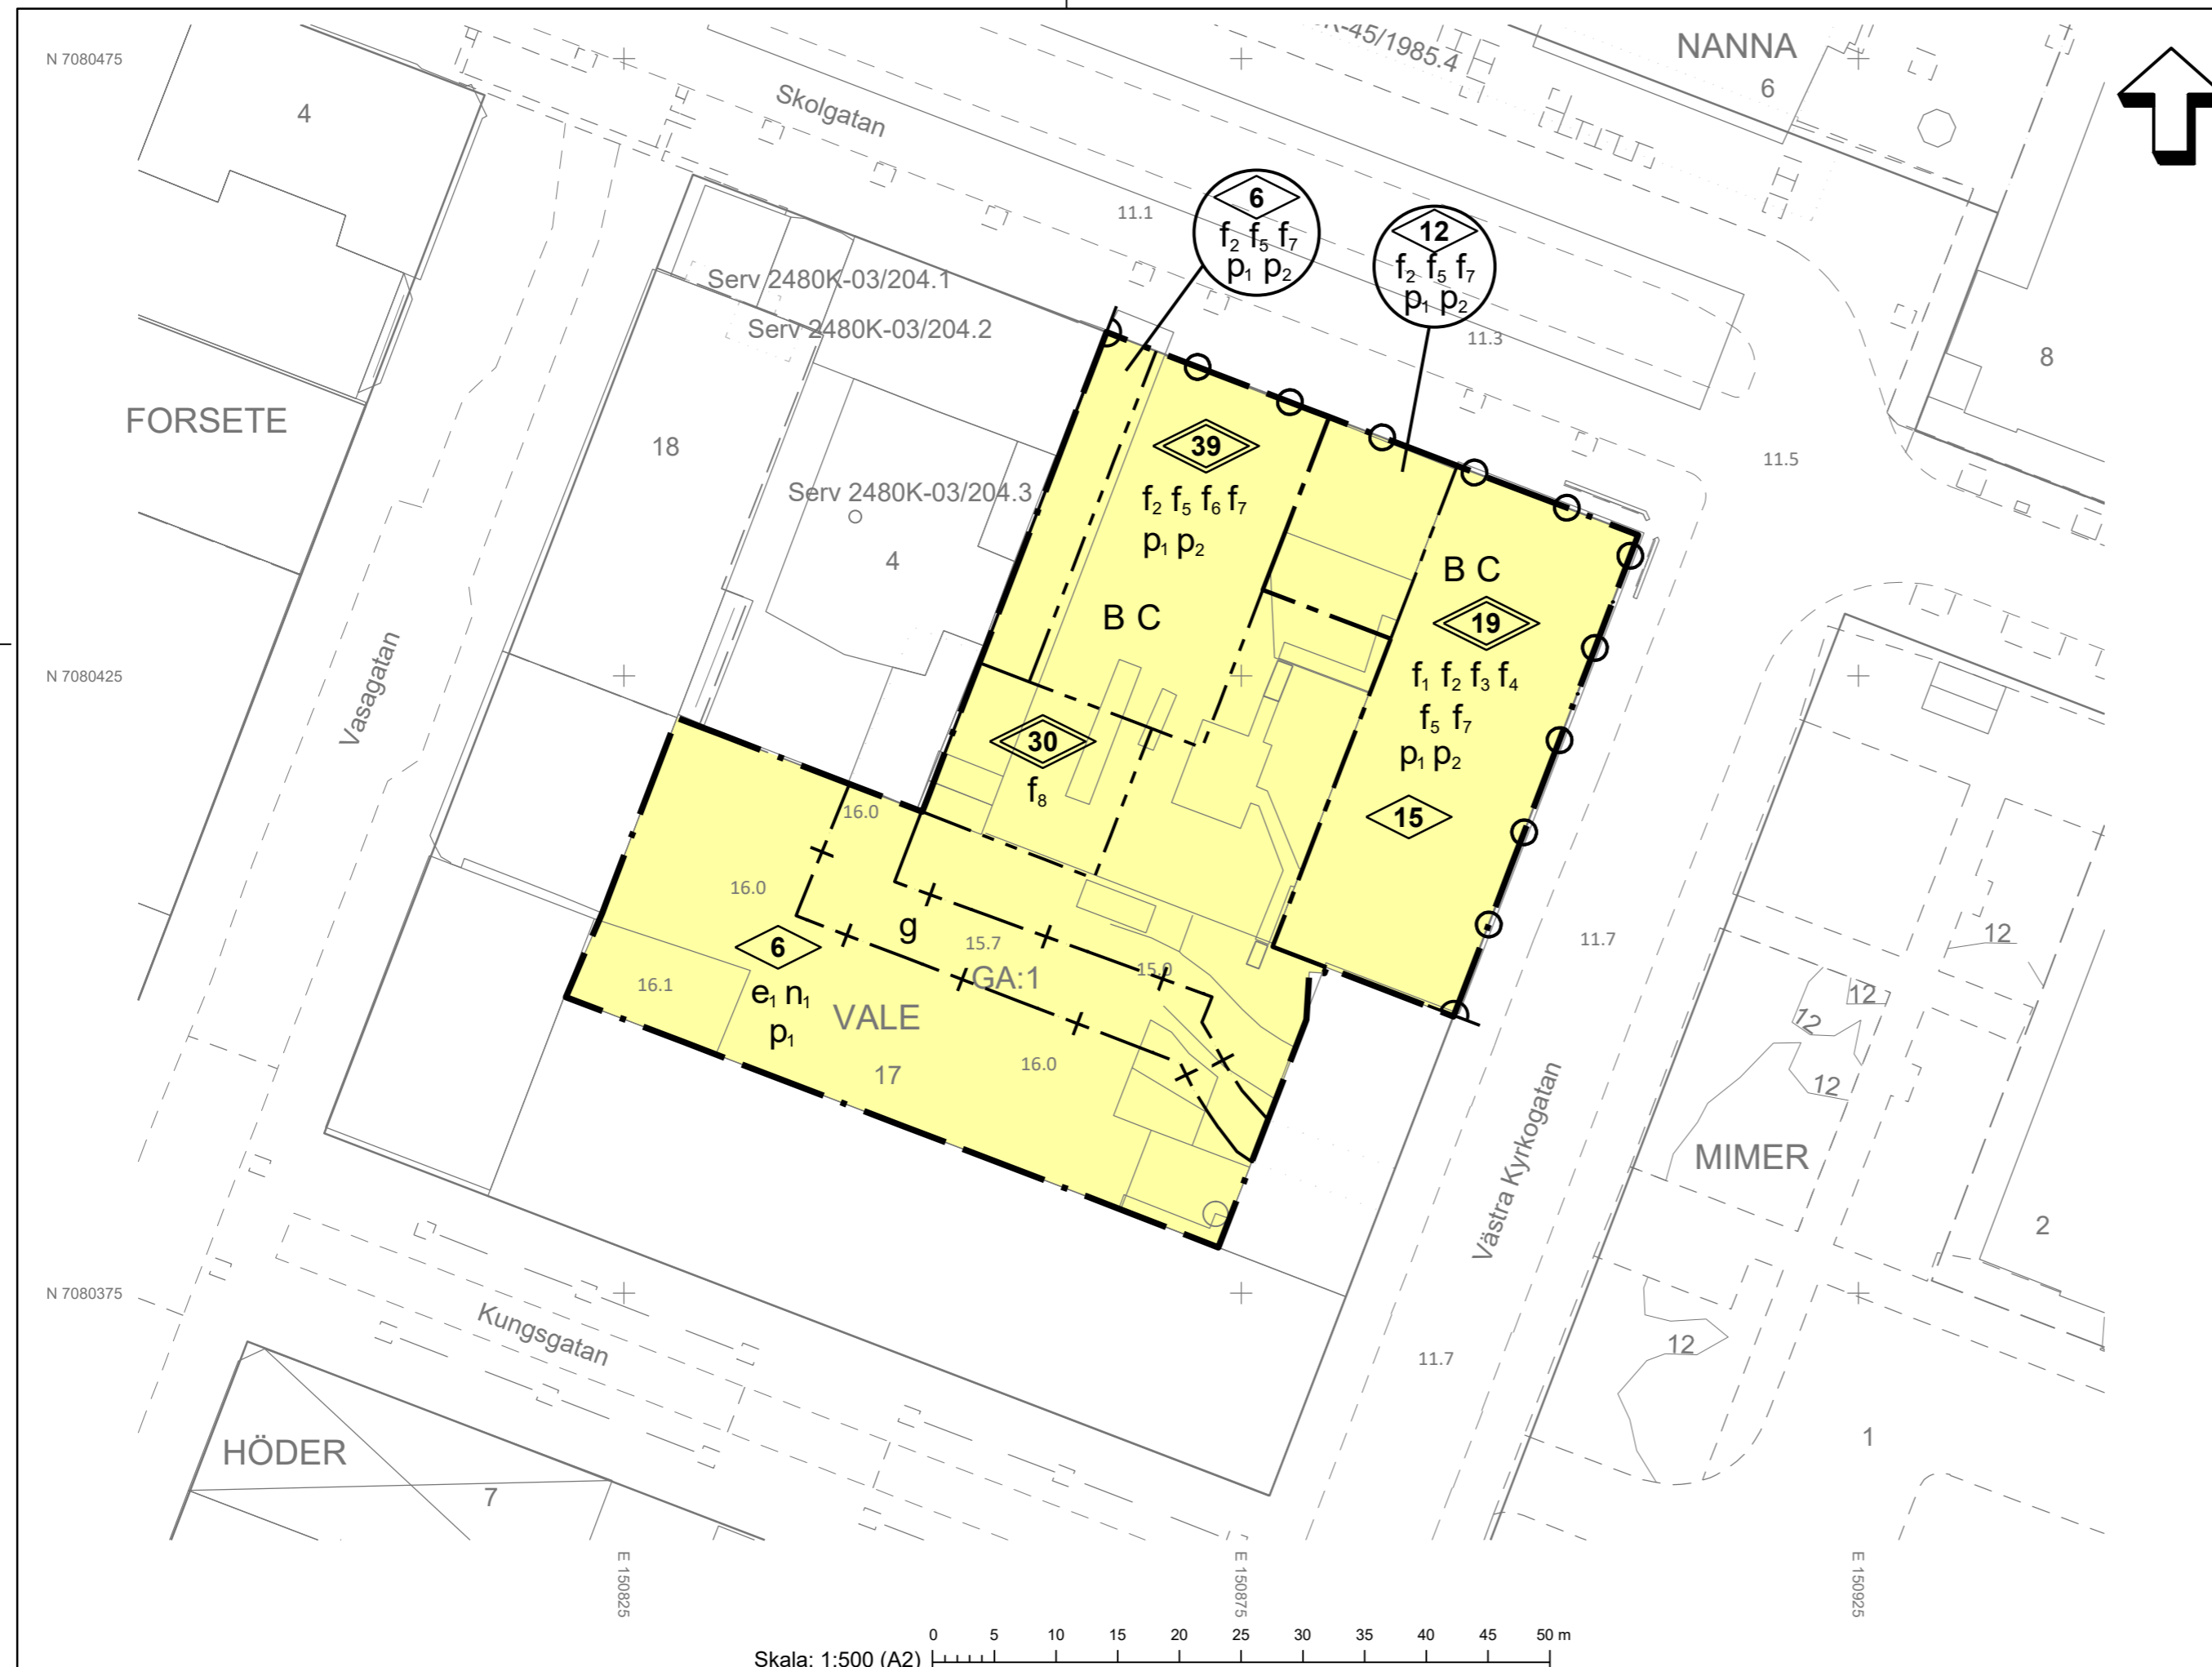 N 7080475
-45/1985.4
NANNA
6
4
Skolgatan
11.1
6
f₂ f₅ f₇
p₁ p₂
12
f₂ f₅ f₇
p₁ p₂
Serv 2480K-03/204.1
Serv 2480K-03/204.2
11.3
8
FORSETE
18
39
11.5
Serv 2480K-03/204.3
f₂ f₅ f₆ f₇
p₁ p₂
4
B C
B C
19
N 7080425
Vasagatan
f₁ f₂ f₃ f₄
f₅ f₇
p₁ p₂
30
f₈
15
16.0
16.0
g
15.7
15.0
11.7
12
6
GA:1
16.1
e₁ n₁
p₁
VALE
12
12
17
16.0
12
MIMER
Västra Kyrkogatan
2
N 7080375
Kungsgatan
12
11.7
HÖDER
7
1
E 150825
E 150875
E 150925
0 5 10 15 20 25 30 35 40 45 50 m
Skala: 1:500 (A2)